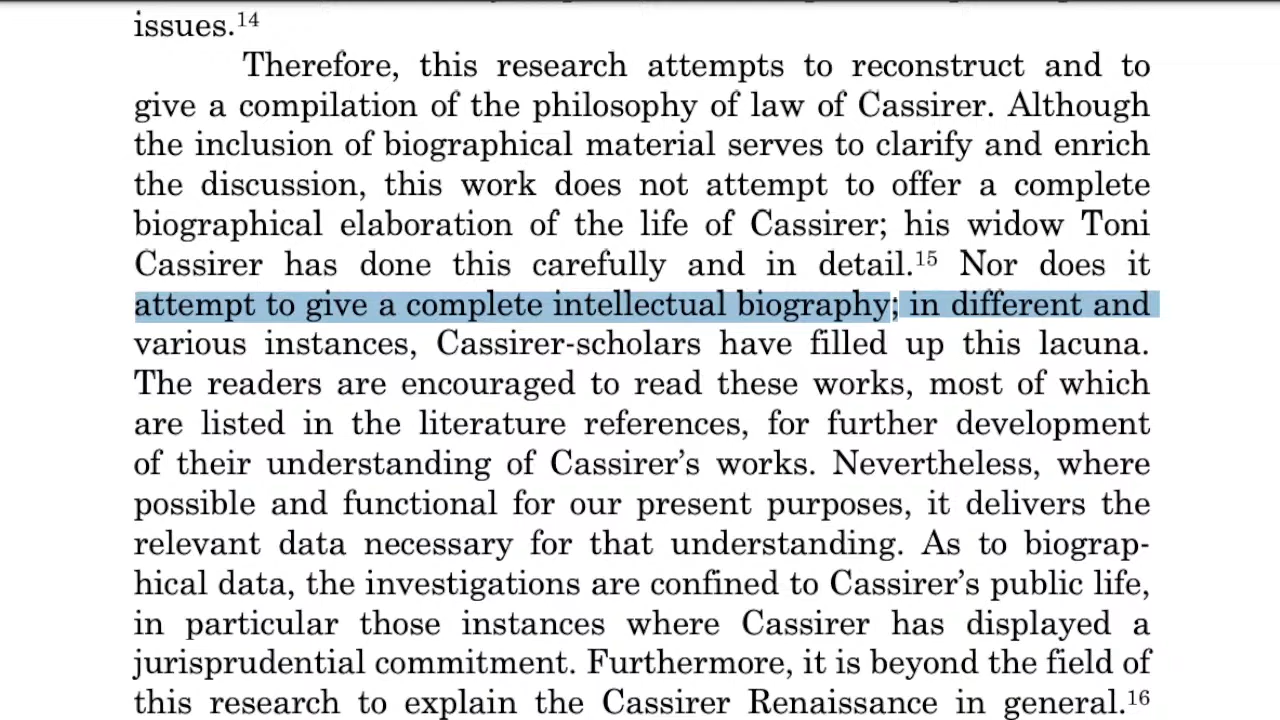 issues.14
Therefore, this research attempts to reconstruct and to
give a compilation of the philosophy of law of Cassirer. Although
the inclusion of biographical material serves to clarify and enrich
the discussion, this work does not attempt to offer a complete
biographical elaboration of the life of Cassirer; his widow Toni
Cassirer has done this carefully and in detail.15 Nor does it
attempt to give a complete intellectual biography; in different and
various instances, Cassirer-scholars have filled up this lacuna.
The readers are encouraged to read these works, most of which
are listed in the literature references, for further development
of their understanding of Cassirer’s works. Nevertheless, where
possible and functional for our present purposes, it delivers the
relevant data necessary for that understanding. As to biograp-
hical data, the investigations are confined to Cassirer’s public life,
in particular those instances where Cassirer has displayed a
jurisprudential commitment. Furthermore, it is beyond the field of
this research to explain the Cassirer Renaissance in general.16